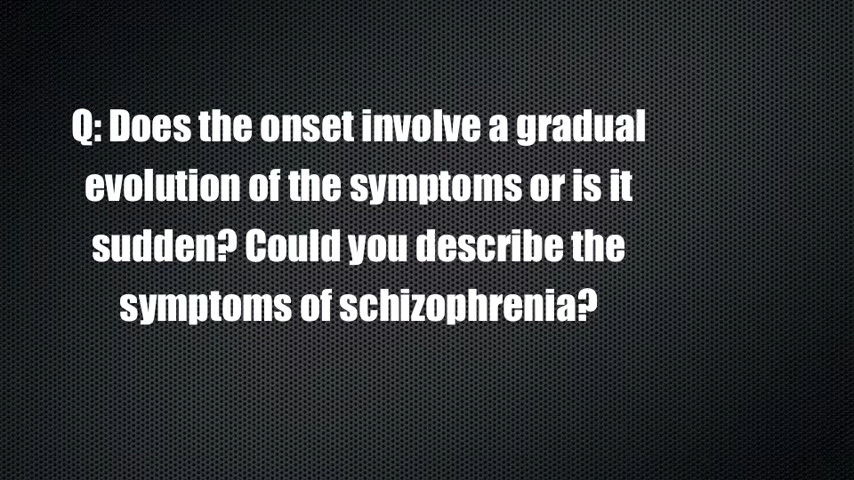 Q: Does the onset involve a gradual
evolution of the symptoms or is it
sudden? Could you describe the
symptoms of schizophrenia?